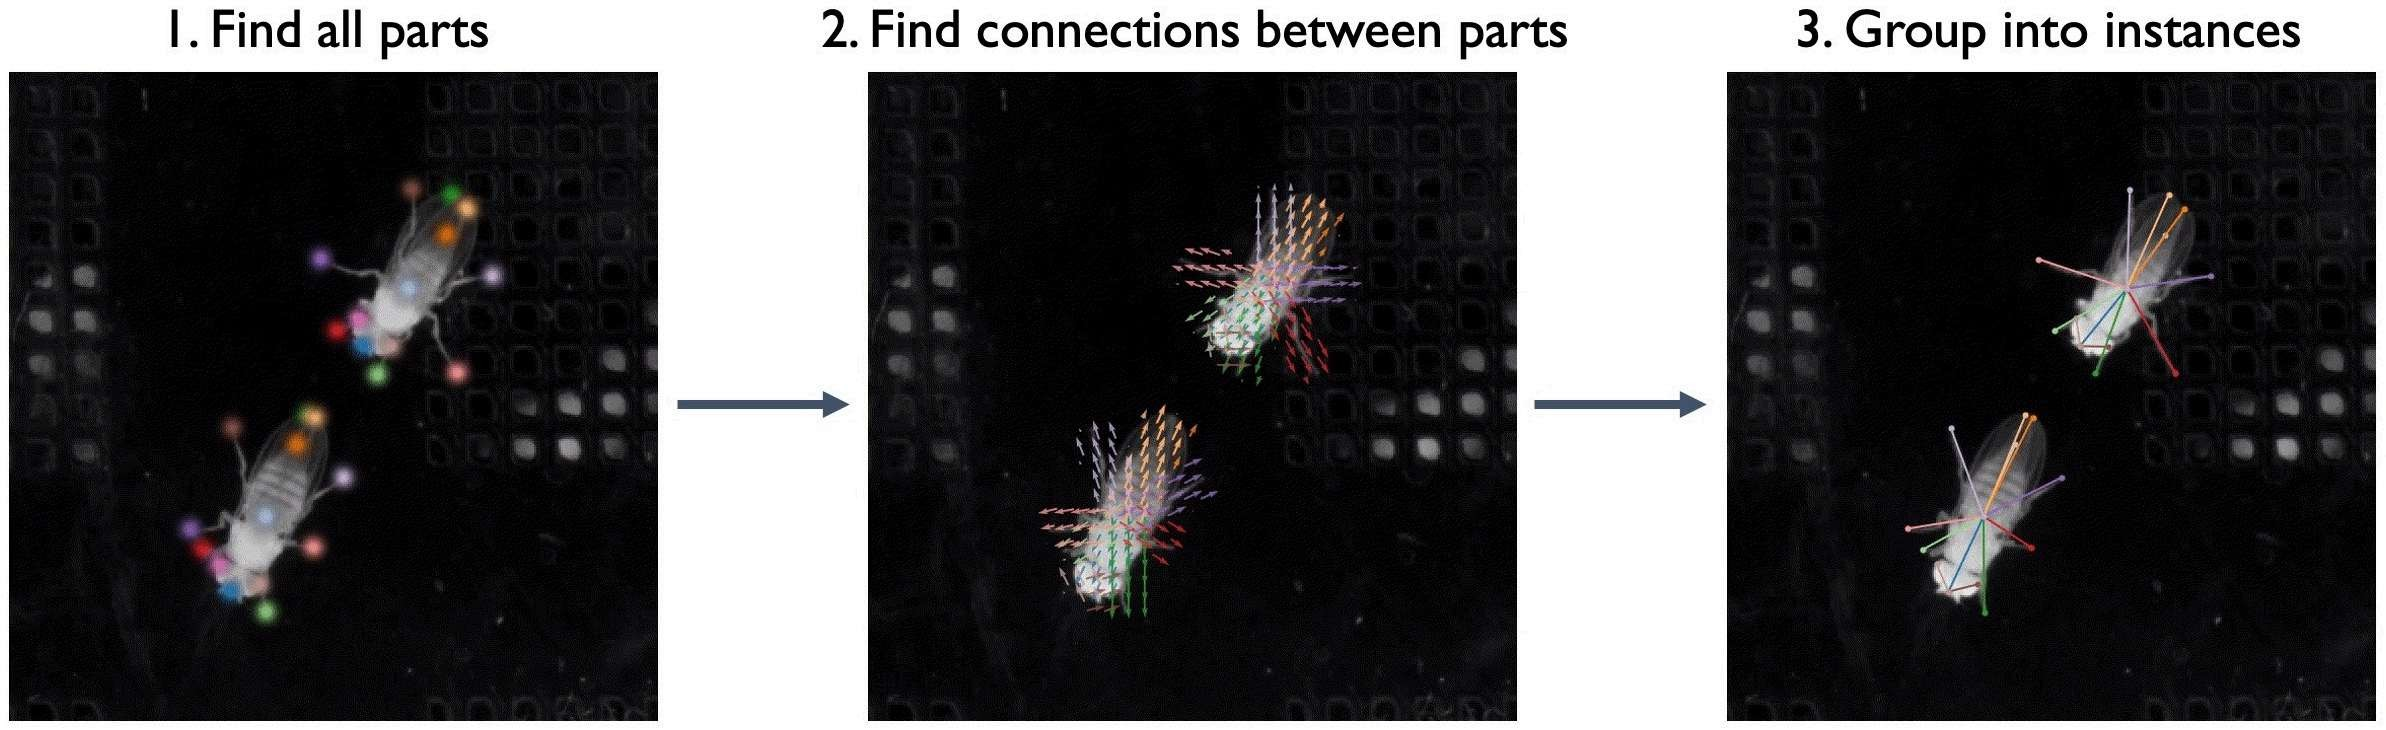 1. Find all parts
2. Find connections between parts
3. Group into instances